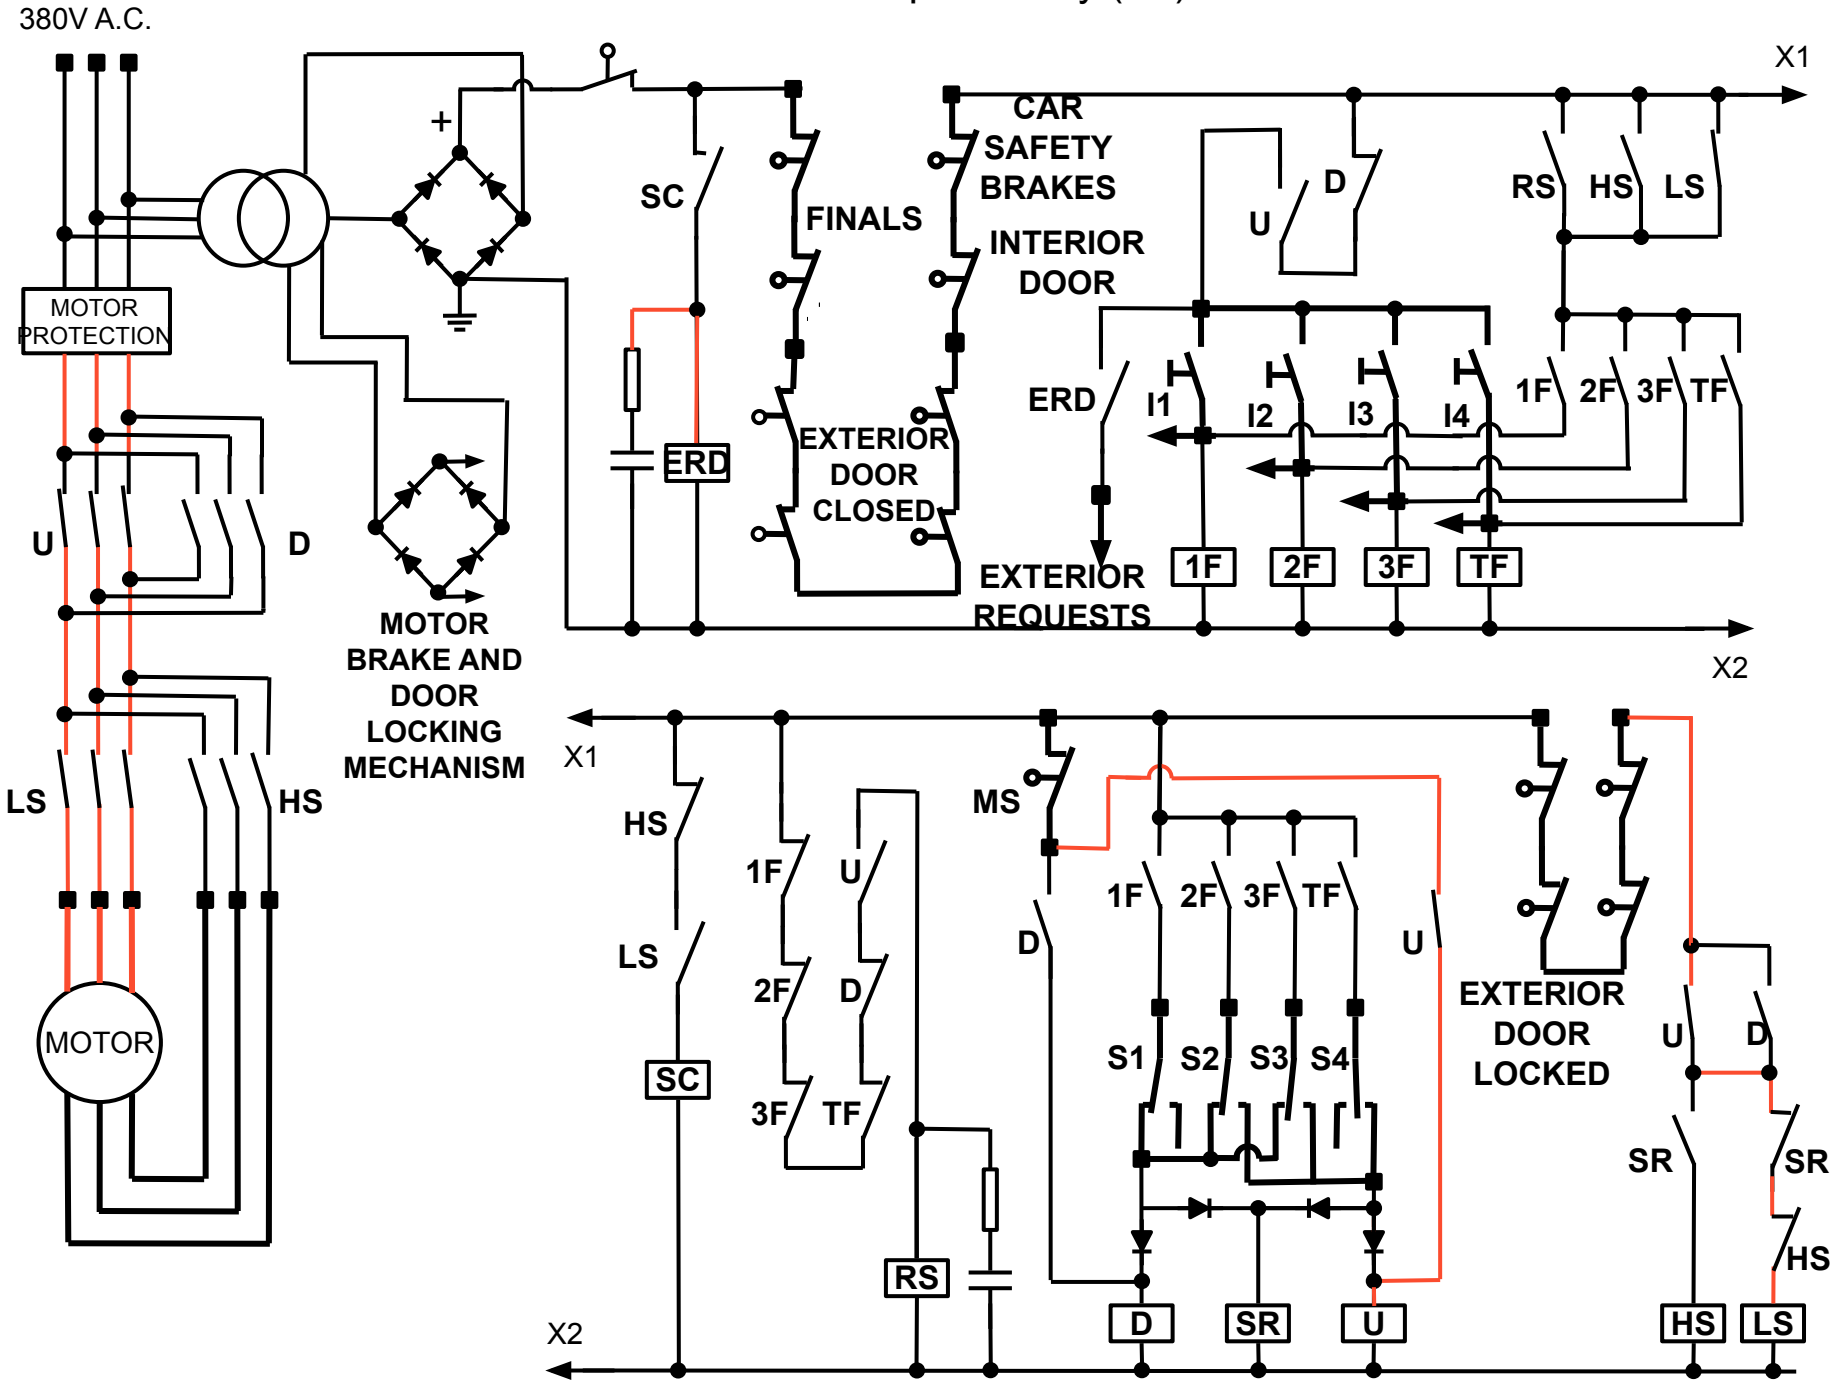 380V A.C.
X1
+
CAR
SAFETY
BRAKES
SC
FINALS
INTERIOR
DOOR
U
D
RS
HS
LS
MOTOR
PROTECTION
ERD
I1
I2
I3
I4
1F
2F
3F
TF
ERD
EXTERIOR
DOOR
CLOSED
U
D
1F
2F
3F
TF
EXTERIOR
REQUESTS
MOTOR
BRAKE AND
DOOR
LOCKING
MECHANISM
X2
X1
LS
HS
HS
MS
1F
U
1F
2F
3F
TF
D
U
LS
2F
D
EXTERIOR
DOOR
LOCKED
MOTOR
U
D
S1
S2
S3
S4
SC
3F
TF
SR
SR
RS
HS
D
SR
U
HS
LS
X2